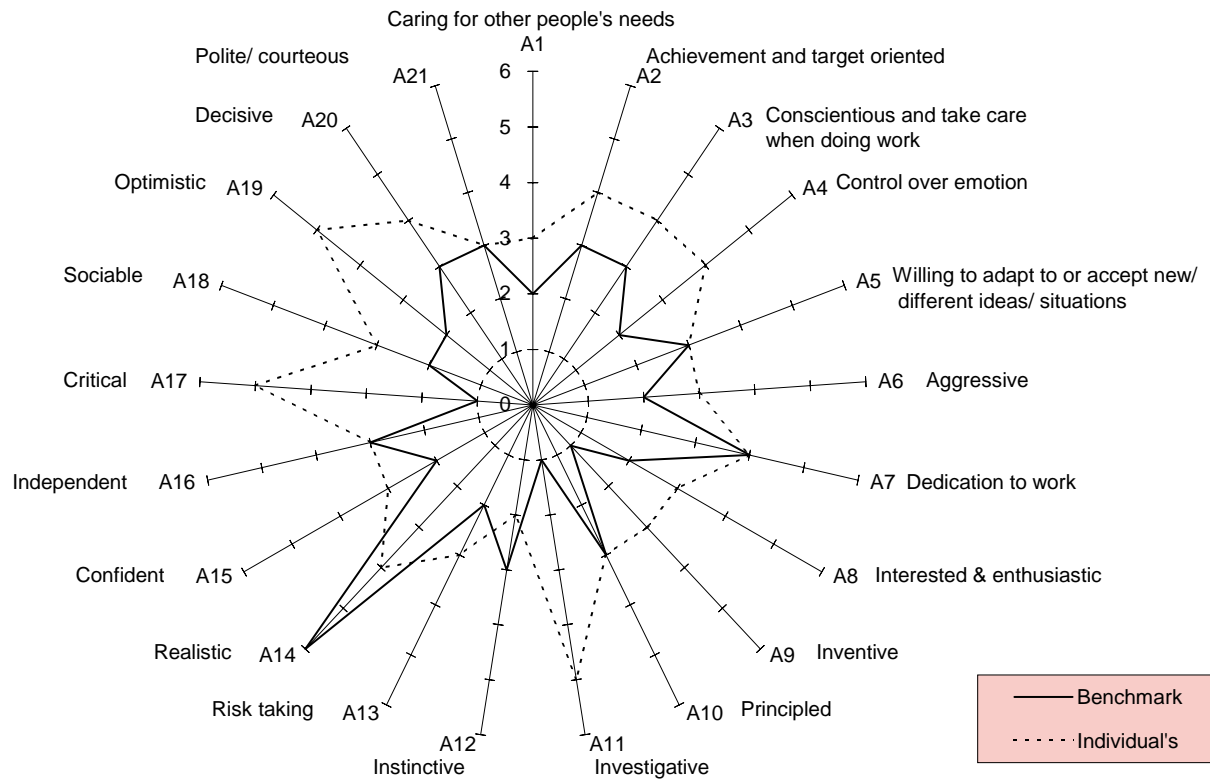 Caring for other people's needs
A1
Achievement and target oriented
A2
Conscientious and take care
when doing work
A3
A4 Control over emotion
A5 Willing to adapt to or accept new/
different ideas/ situations
A6 Aggressive
A7 Dedication to work
A8 Interested & enthusiastic
A9 Inventive
A10 Principled
A11
Investigative
A12
Instinctive
Risk taking A13
Realistic A14
Confident A15
Independent A16
Critical A17
Sociable A18
Optimistic A19
Decisive A20
Polite/ courteous
A21
6
5
4
3
2
1
0
Benchmark
Individual's